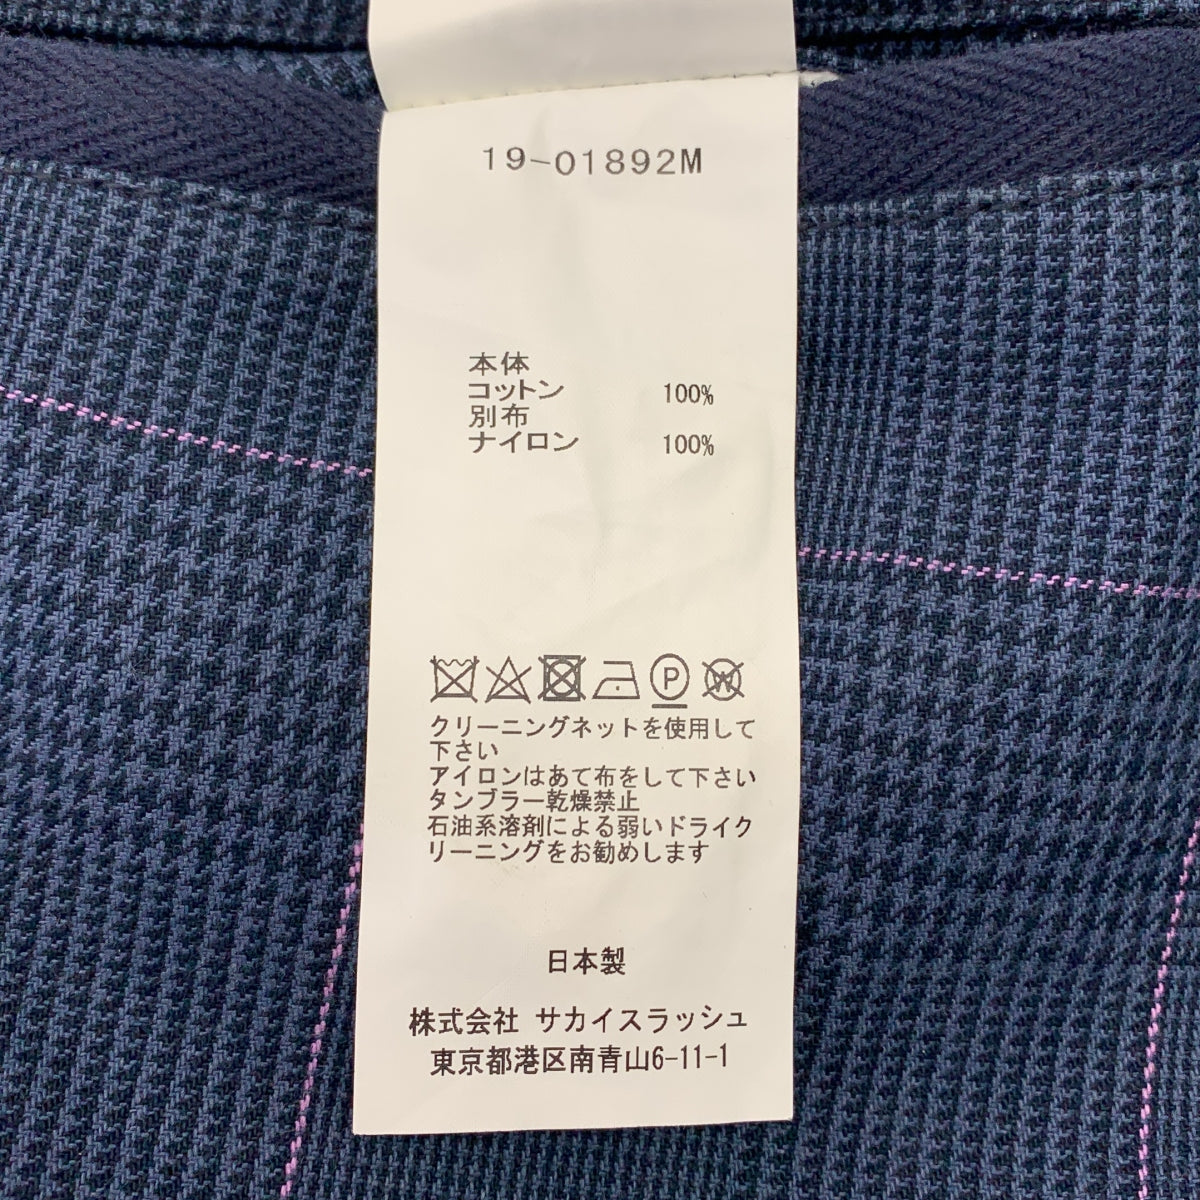 19-01892M
本体
コットン 100%
別布
ナイロン 100%
P W
クリーニングネットを使用して
下さい
アイロンはあて布をして下さい
タンブラー乾燥禁止
石油系溶剤による弱いドライク
リーニングをお勧めします
日本製
株式会社 サカイスラッシュ
東京都港区南青山6-11-1